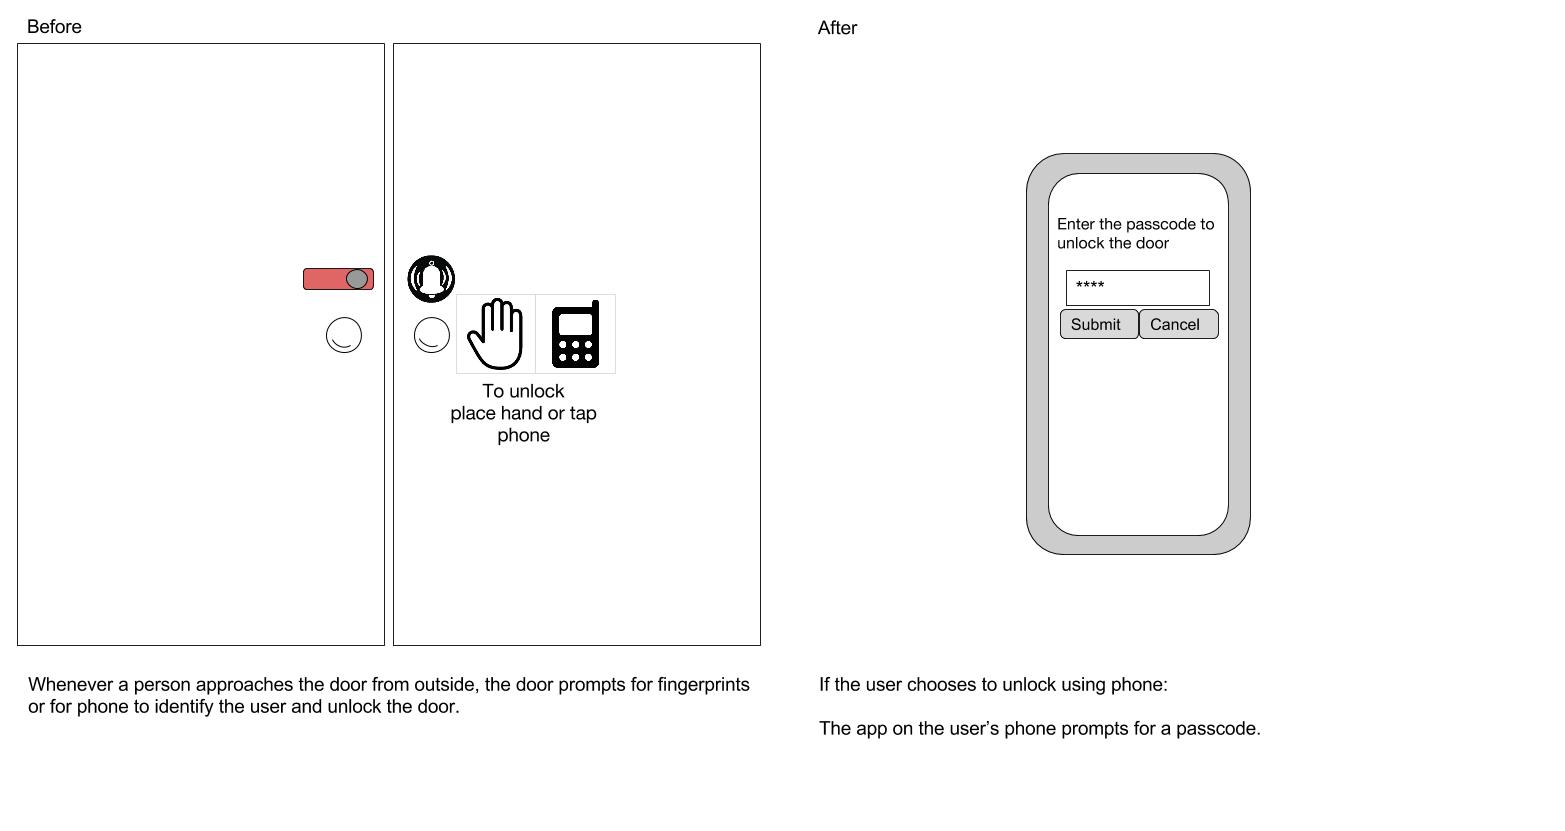 Before
To unlock
place hand or tap
phone
Whenever a person approaches the door from outside, the door prompts for fingerprints
or for phone to identify the user and unlock the door.
After
Enter the passcode to
unlock the door
****
Submit Cancel
If the user chooses to unlock using phone:
The app on the user’s phone prompts for a passcode.